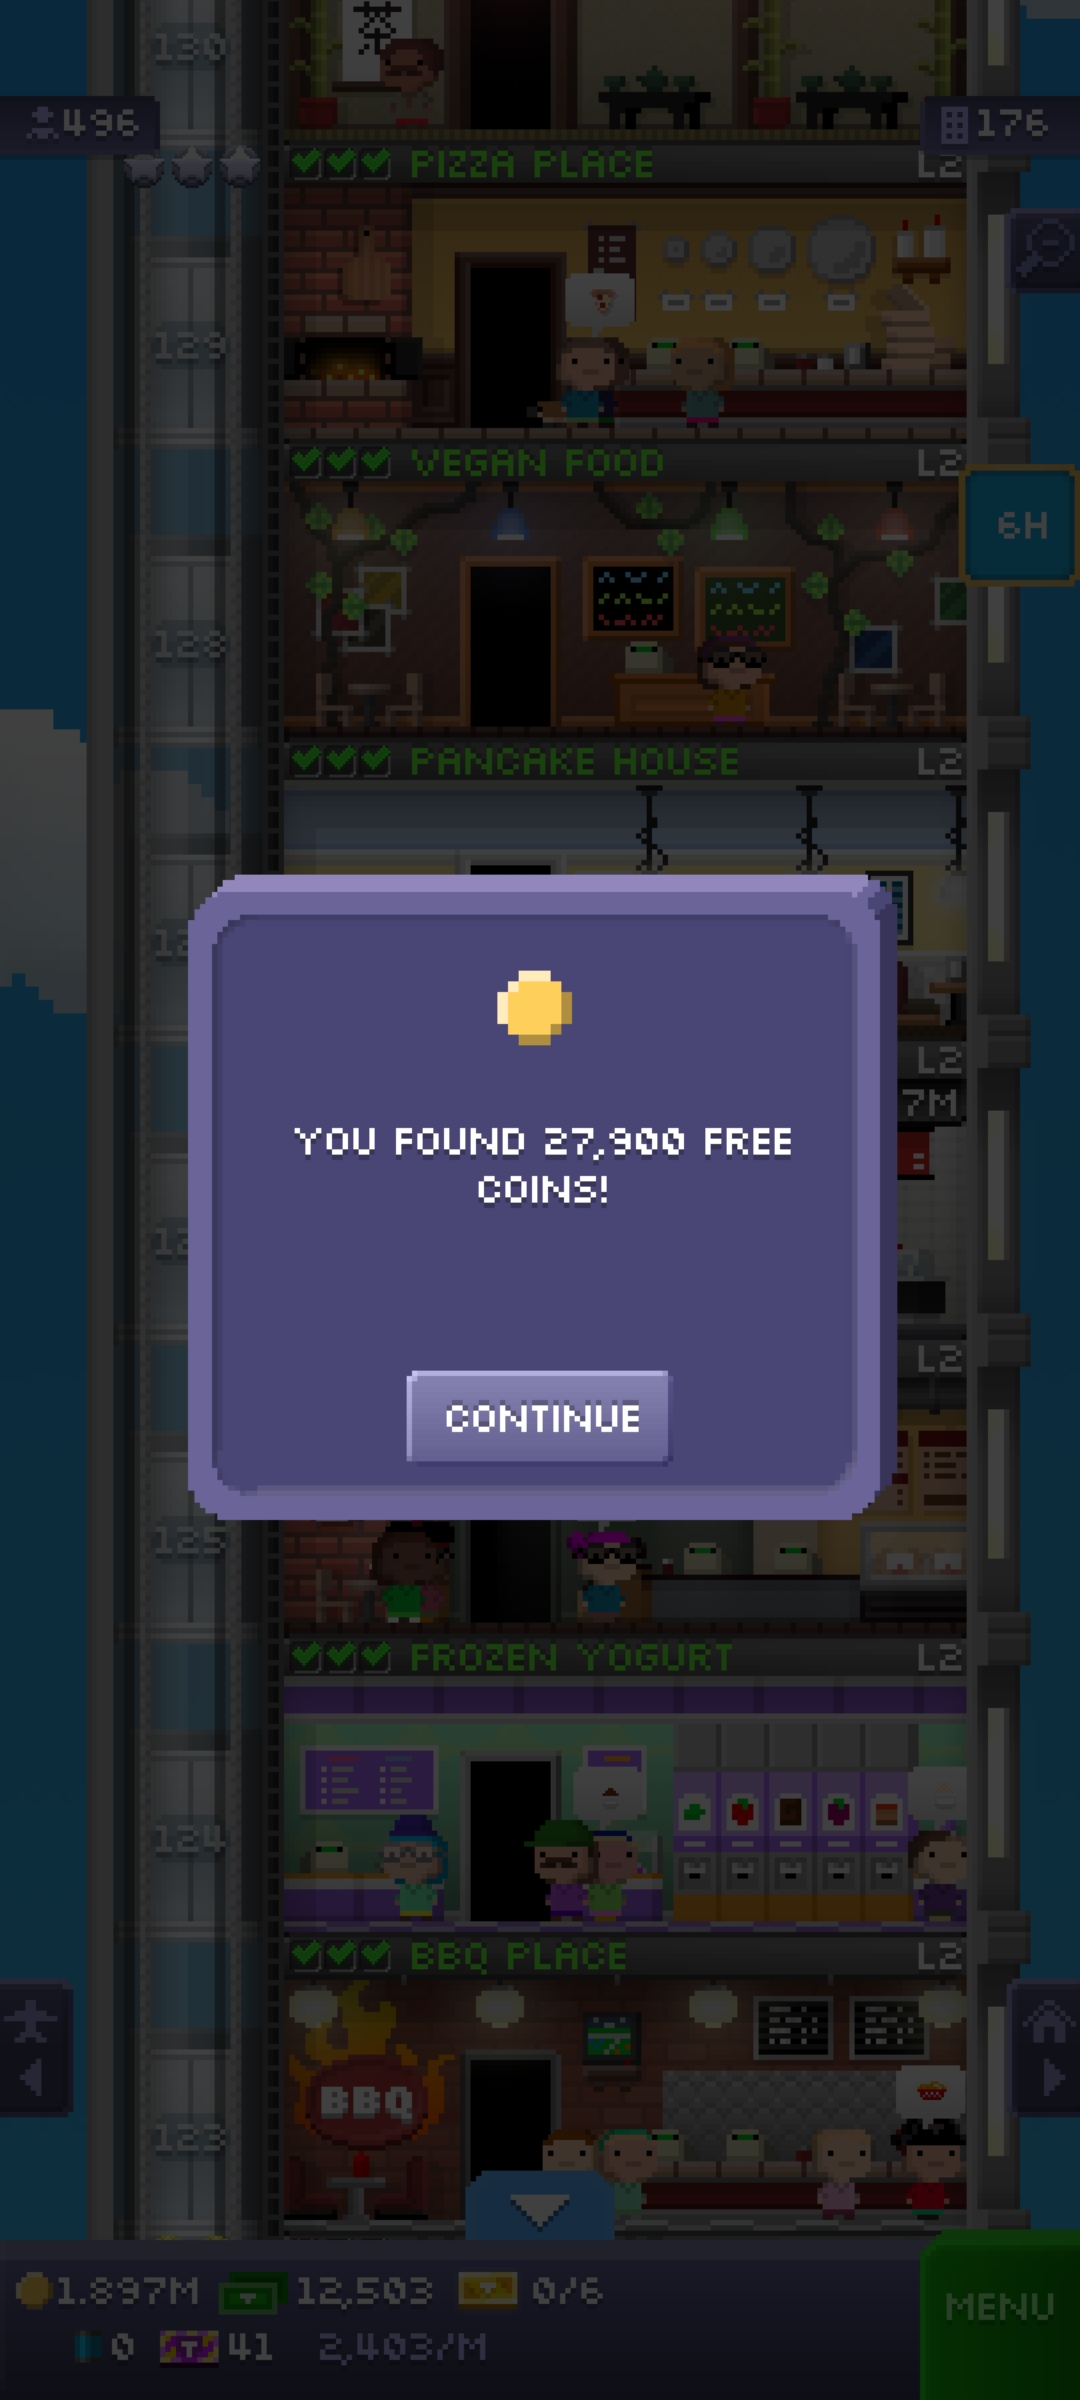 130
496
176
PIZZA PLACE L2
129
VEGAN FOOD L2
6H
128
PANCAKE HOUSE L2
YOU FOUND 27,900 FREE
COINS!
L2
7M
L2
CONTINUE
125
FROZEN YOGURT L2
124
BBQ PLACE L2
BBQ
123
1.897M 12,503 0/6
MENU
0 T 41 2,403/M